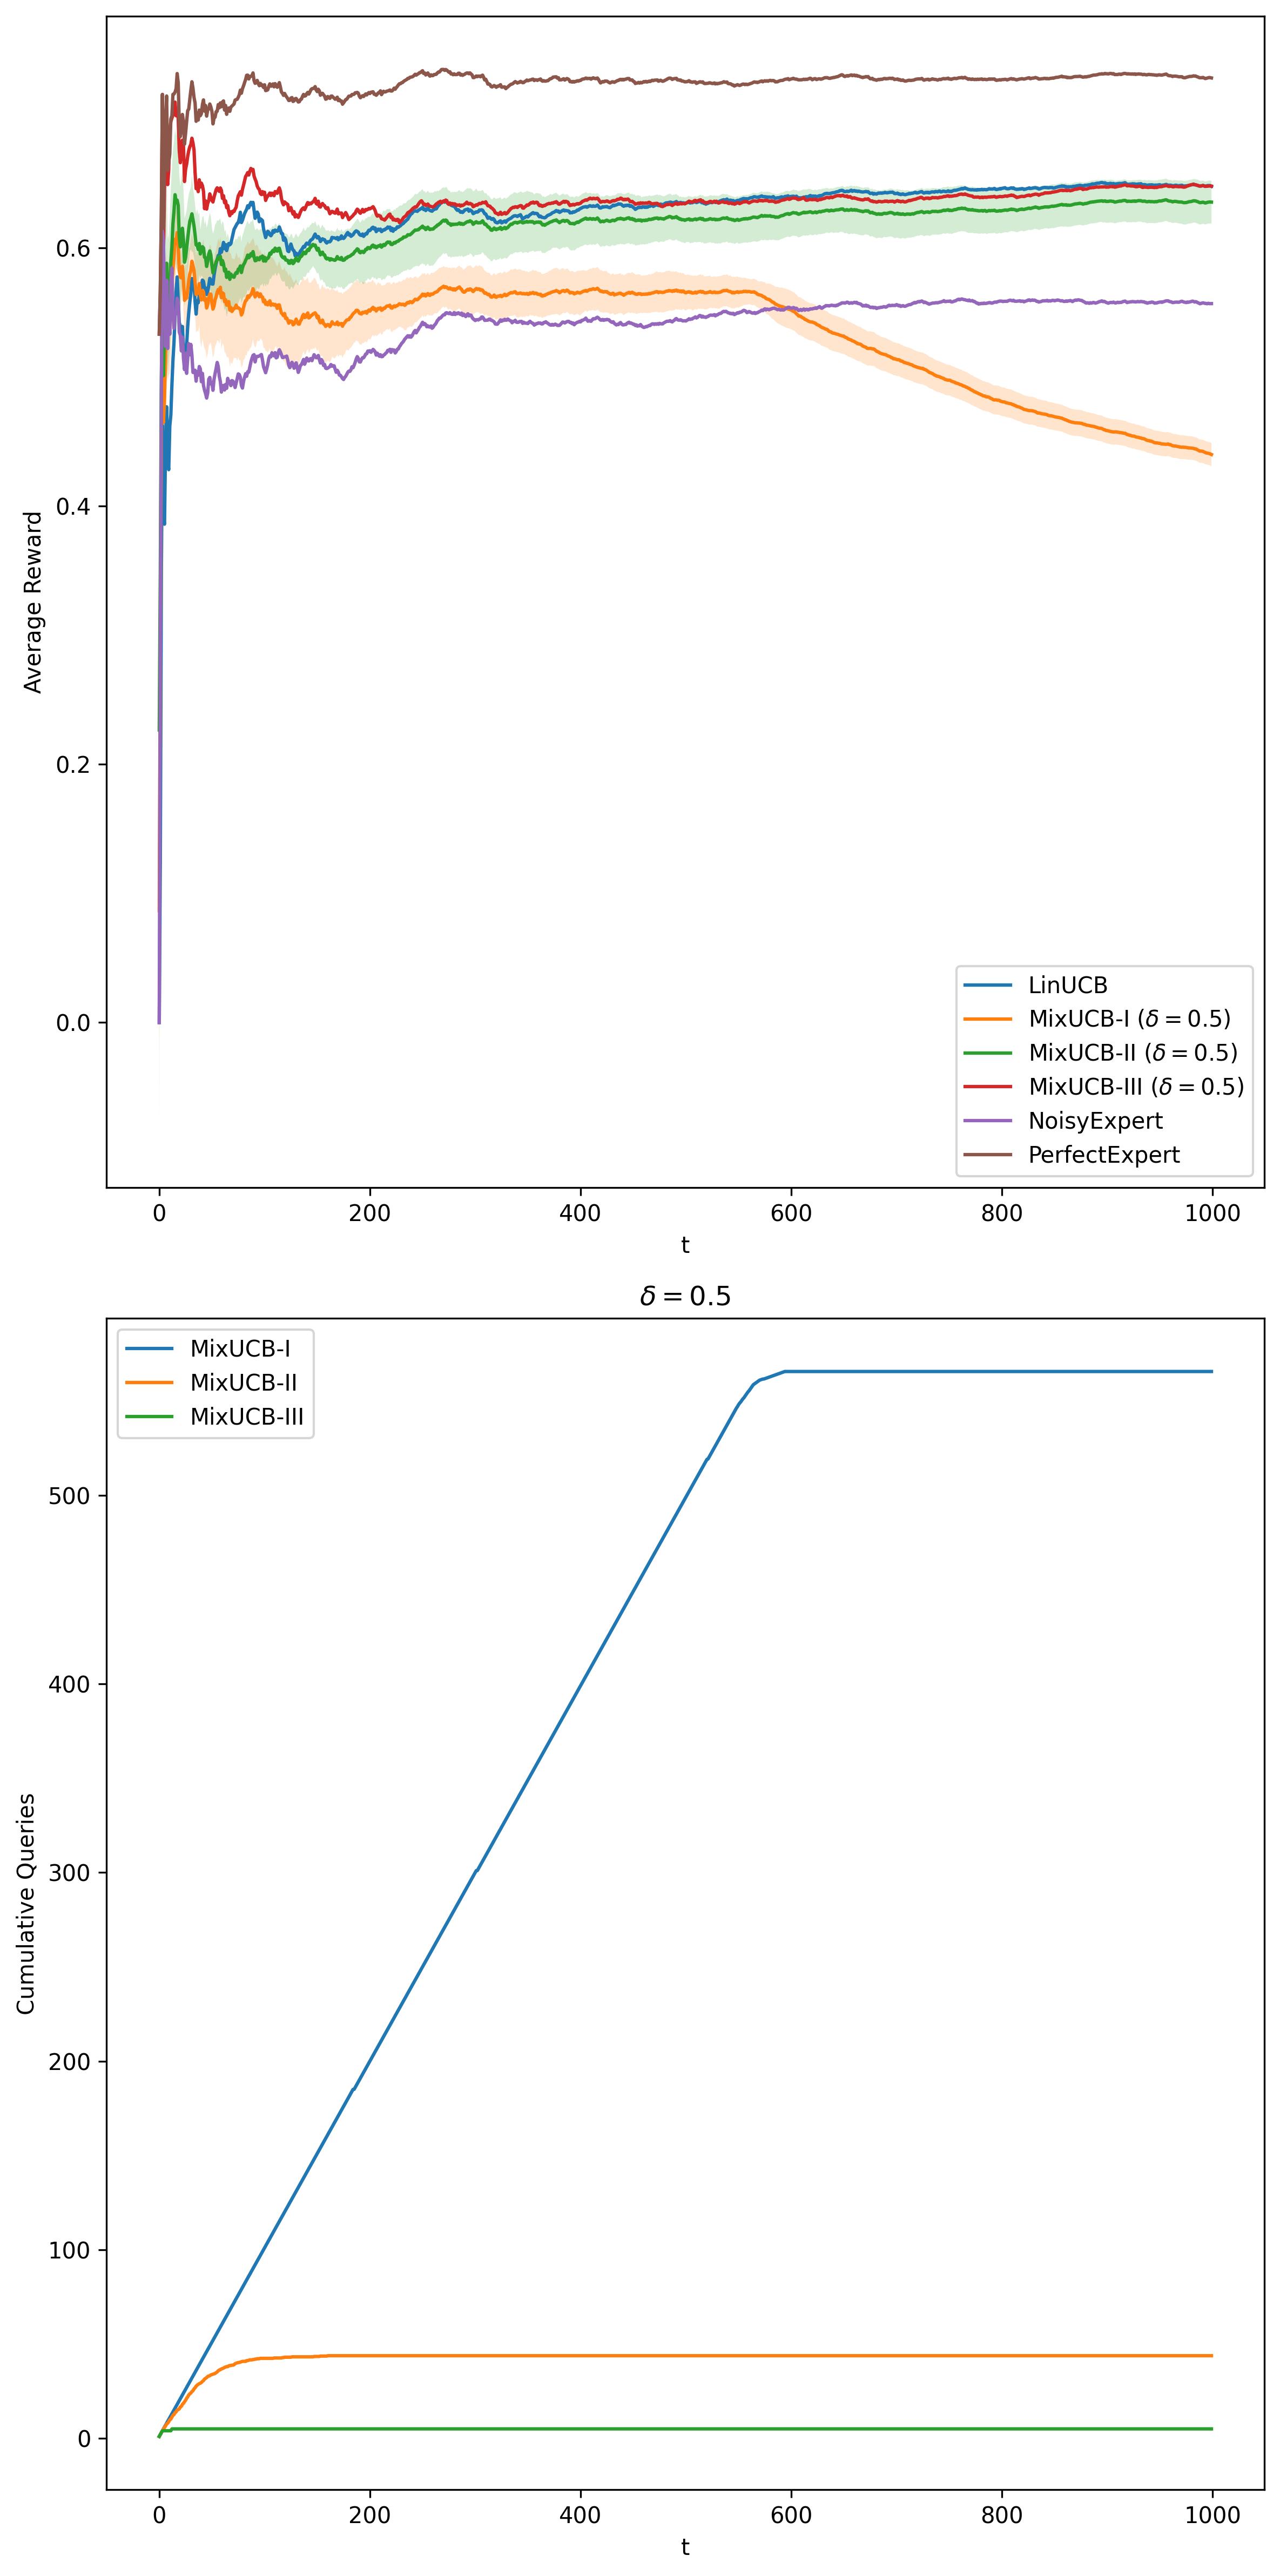 0.6
0.4
0.2
0.0
Average Reward
LinUCB
MixUCB-I (δ = 0.5)
MixUCB-II (δ = 0.5)
MixUCB-III (δ = 0.5)
NoisyExpert
PerfectExpert
0 200 400 600 800 1000
t
δ = 0.5
MixUCB-I
MixUCB-II
MixUCB-III
500
400
300
200
100
0
Cumulative Queries
0 200 400 600 800 1000
t